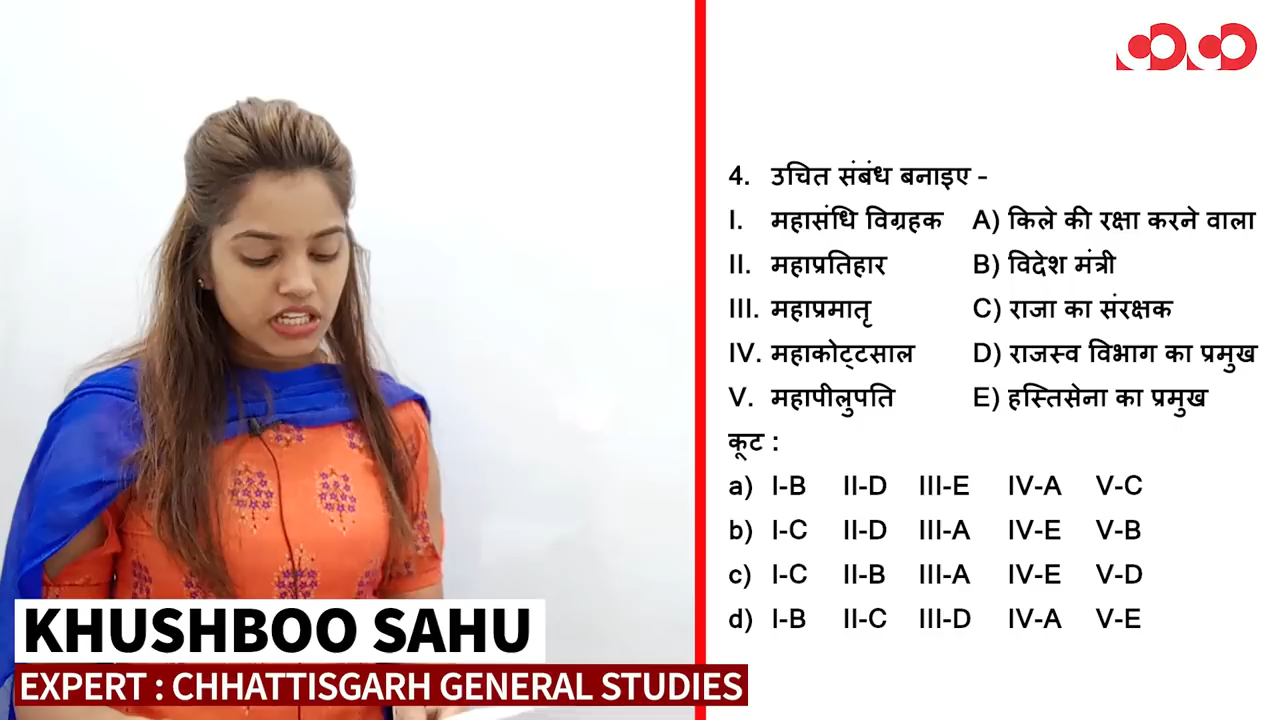 4. उचित संबंध बनाइए -
I. महासंधि विग्रहक A) किले की रक्षा करने वाला
II. महाप्रतिहार B) विदेश मंत्री
III. महाप्रमातृ C) राजा का संरक्षक
IV. महाकोट्टसाल D) राजस्व विभाग का प्रमुख
V. महापीलुपति E) हस्तिसेना का प्रमुख
कूट :
a) I-B II-D III-E IV-A V-C
b) I-C II-D III-A IV-E V-B
c) I-C II-B III-A IV-E V-D
d) I-B II-C III-D IV-A V-E
KHUSHBOO SAHU
EXPERT : CHHATTISGARH GENERAL STUDIES